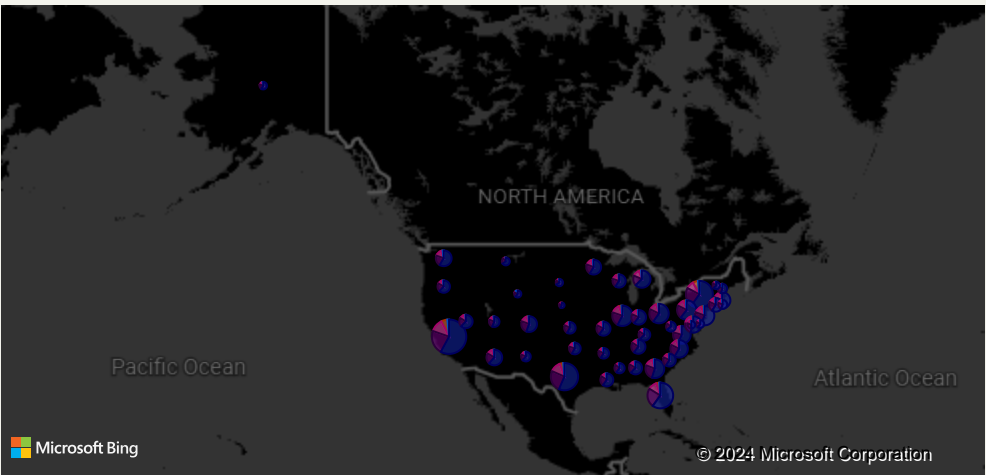 NORTH AMERICA
Pacific Ocean
Atlantic Ocean
Microsoft Bing
© 2024 Microsoft Corporation